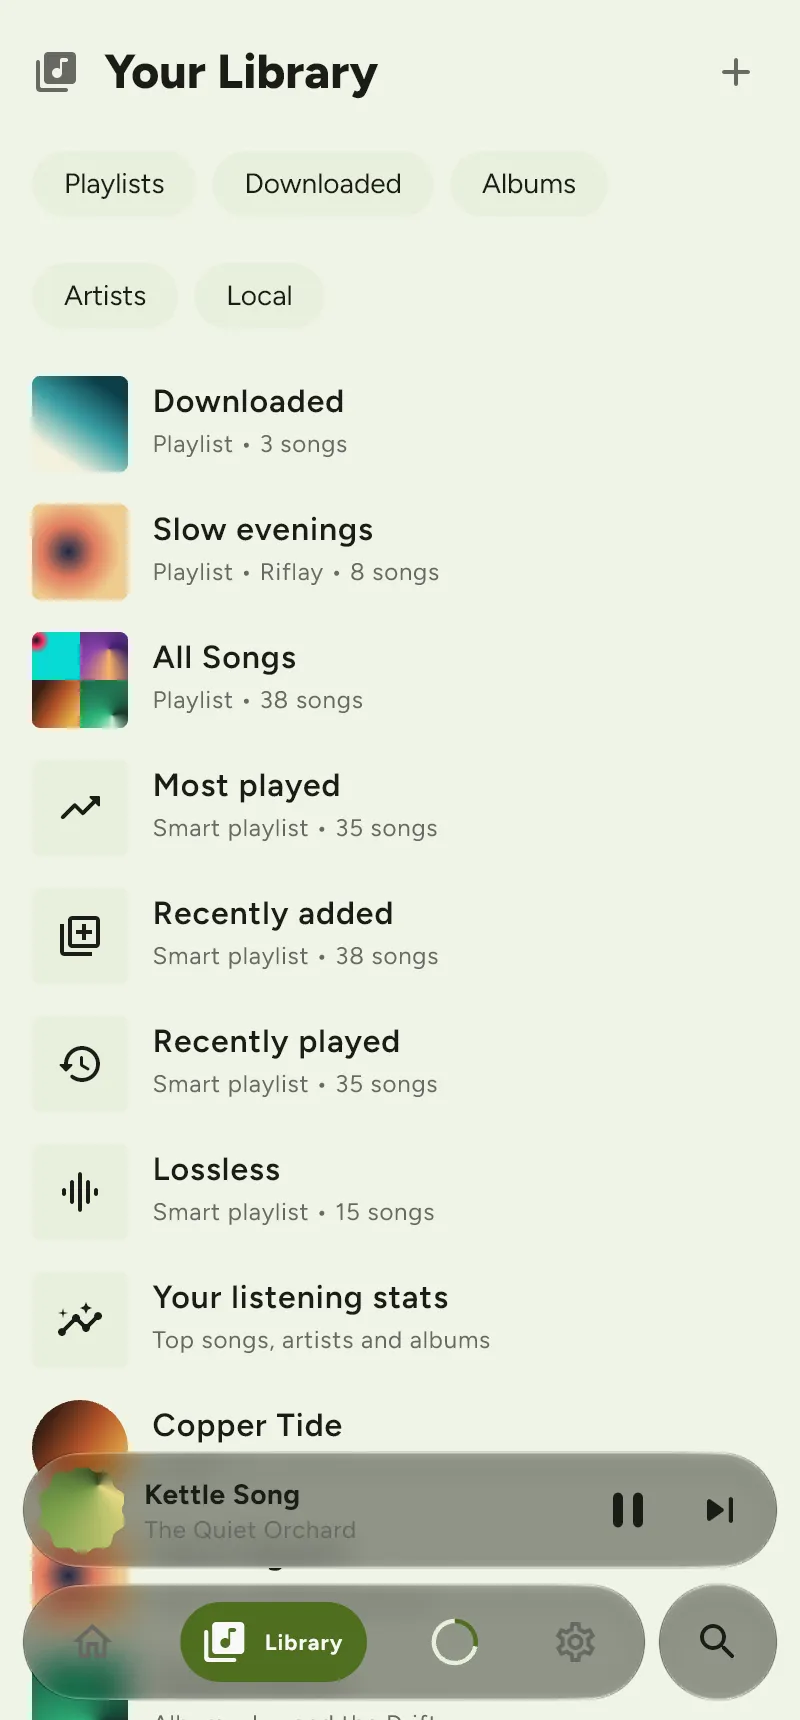 Your Library
Playlists
Downloaded
Albums
Artists
Local
Downloaded
Playlist • 3 songs
Slow evenings
Playlist • Riflay • 8 songs
All Songs
Playlist • 38 songs
Most played
Smart playlist • 35 songs
Recently added
Smart playlist • 38 songs
Recently played
Smart playlist • 35 songs
Lossless
Smart playlist • 15 songs
Your listening stats
Top songs, artists and albums
Copper Tide
Kettle Song
The Quiet Orchard
Library